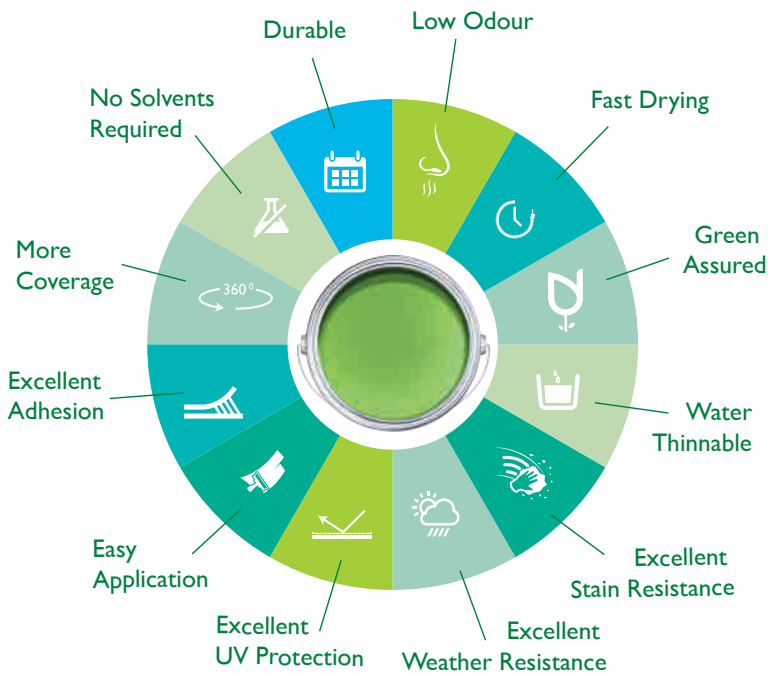 Durable
Low Odour
No Solvents
Required
Fast Drying
More
Coverage
360°
Green
Assured
Excellent
Adhesion
Water
Thinnable
Easy
Application
Excellent
Stain Resistance
Excellent
UV Protection
Excellent
Weather Resistance